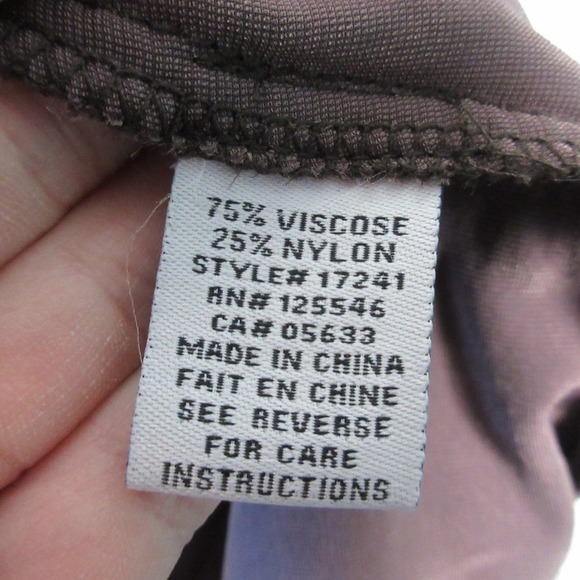 75% VISCOSE
25% NYLON
STYLE# 17241
RN# 125546
CA# 05633
MADE IN CHINA
FAIT EN CHINE
SEE REVERSE
FOR CARE
INSTRUCTIONS